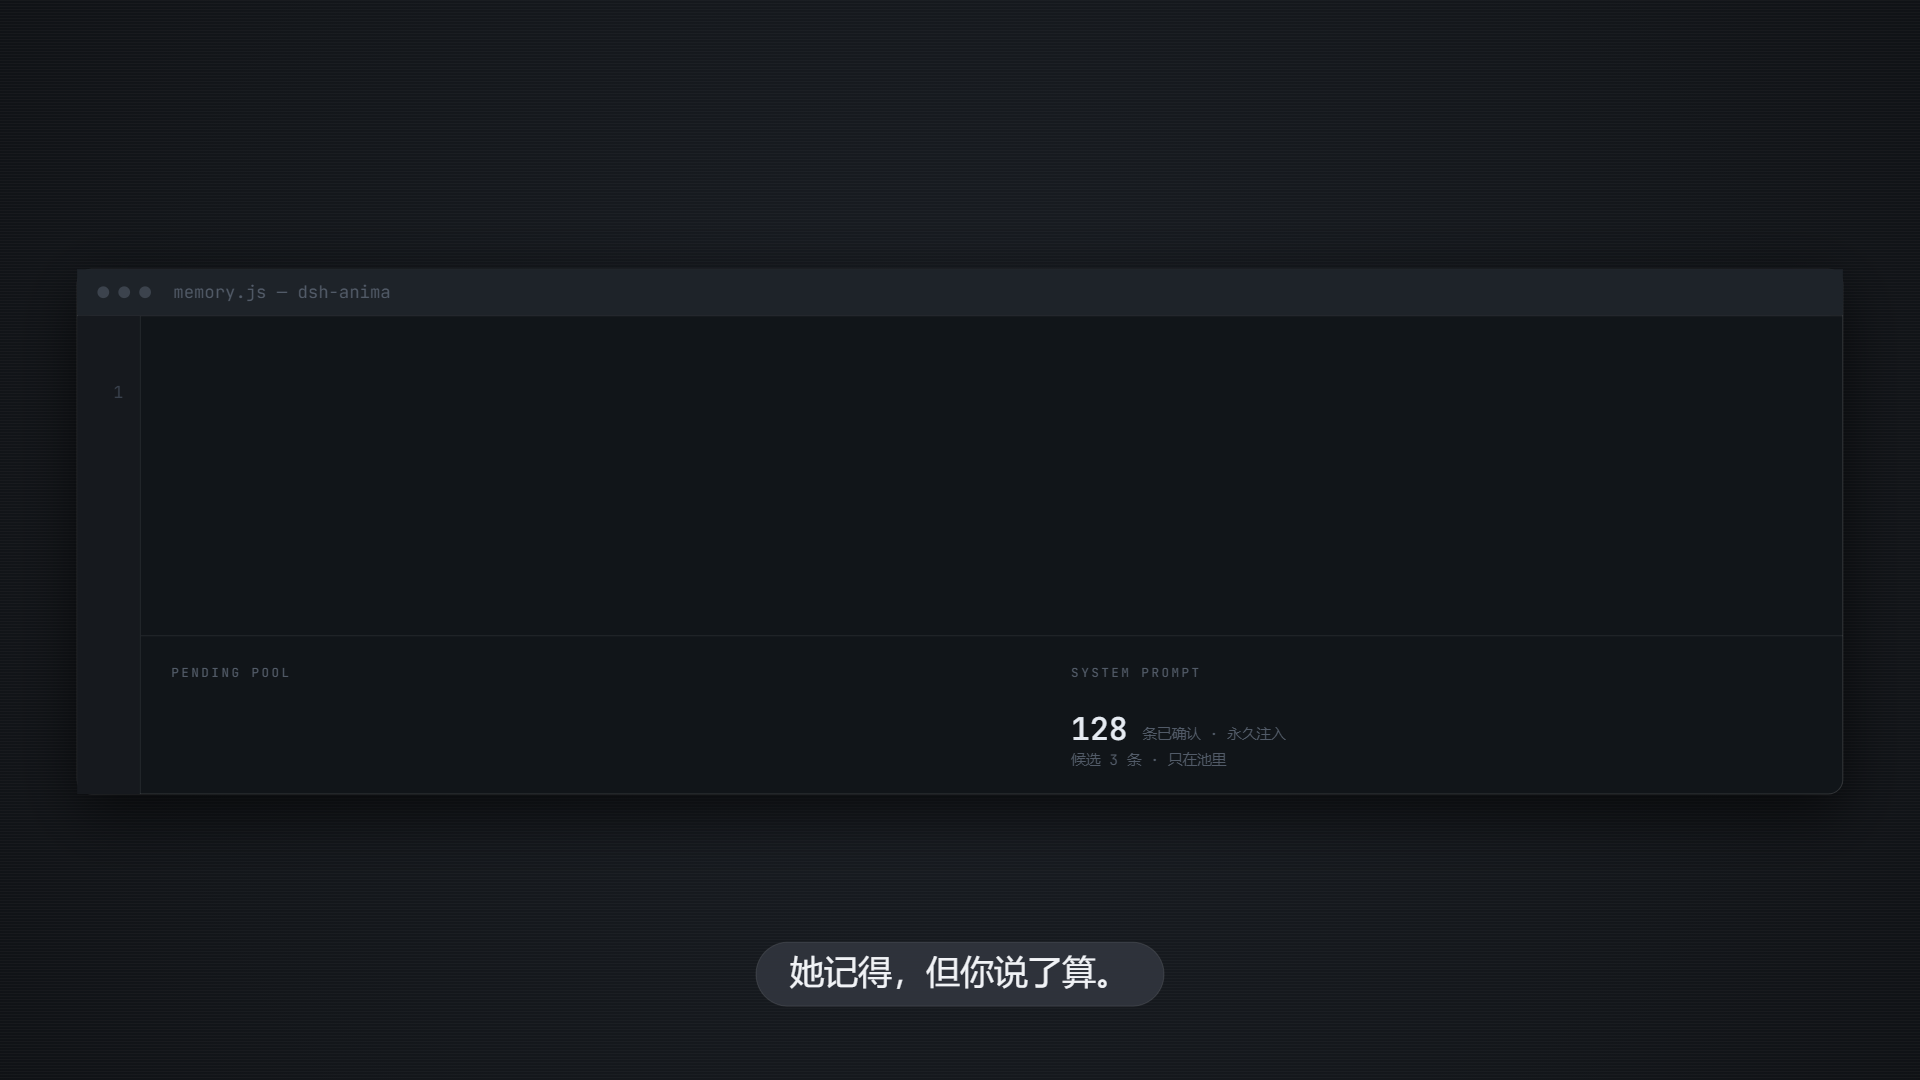 memory.js — dsh-anima
1
PENDING POOL
SYSTEM PROMPT
128 条已确认 · 永久注入
候选 3 条 · 只在池里
她记得，但你说了算。